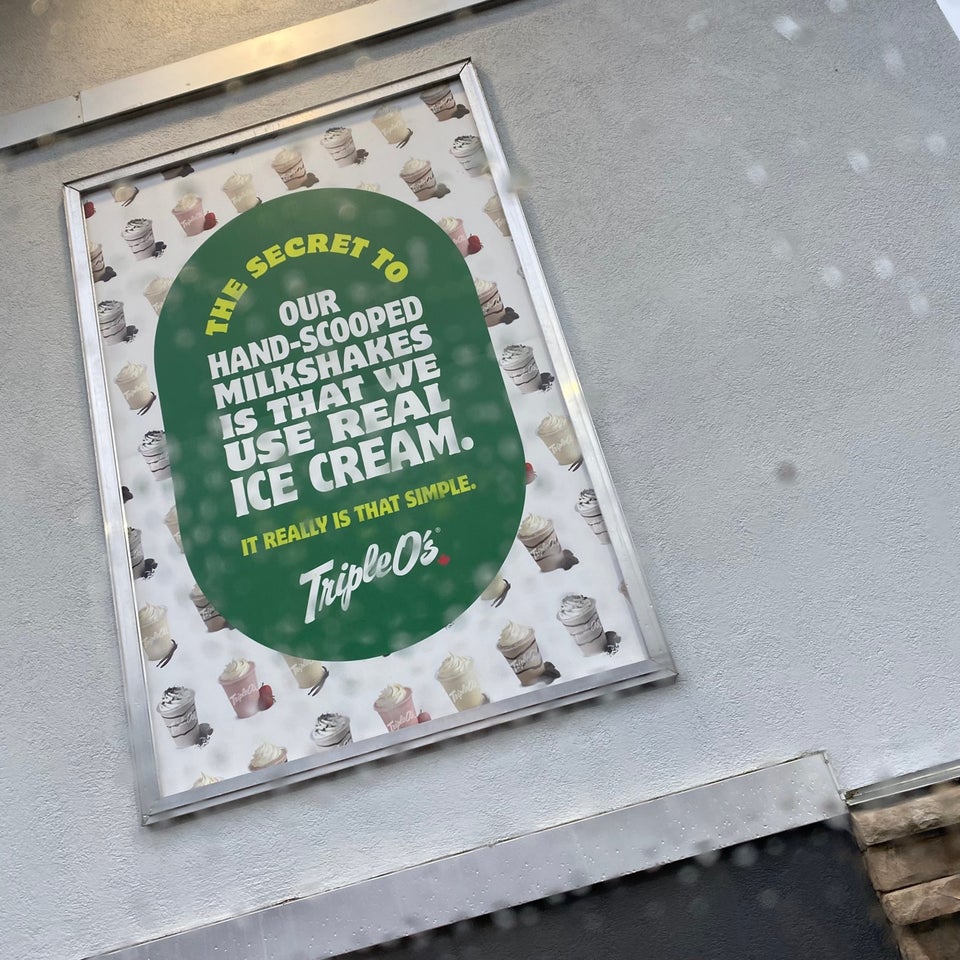 THE SECRET TO
OUR
HAND-SCOOPED
MILKSHAKES
IS THAT WE
USE REAL
ICE CREAM.
IT REALLY IS THAT SIMPLE.
Triple O's®